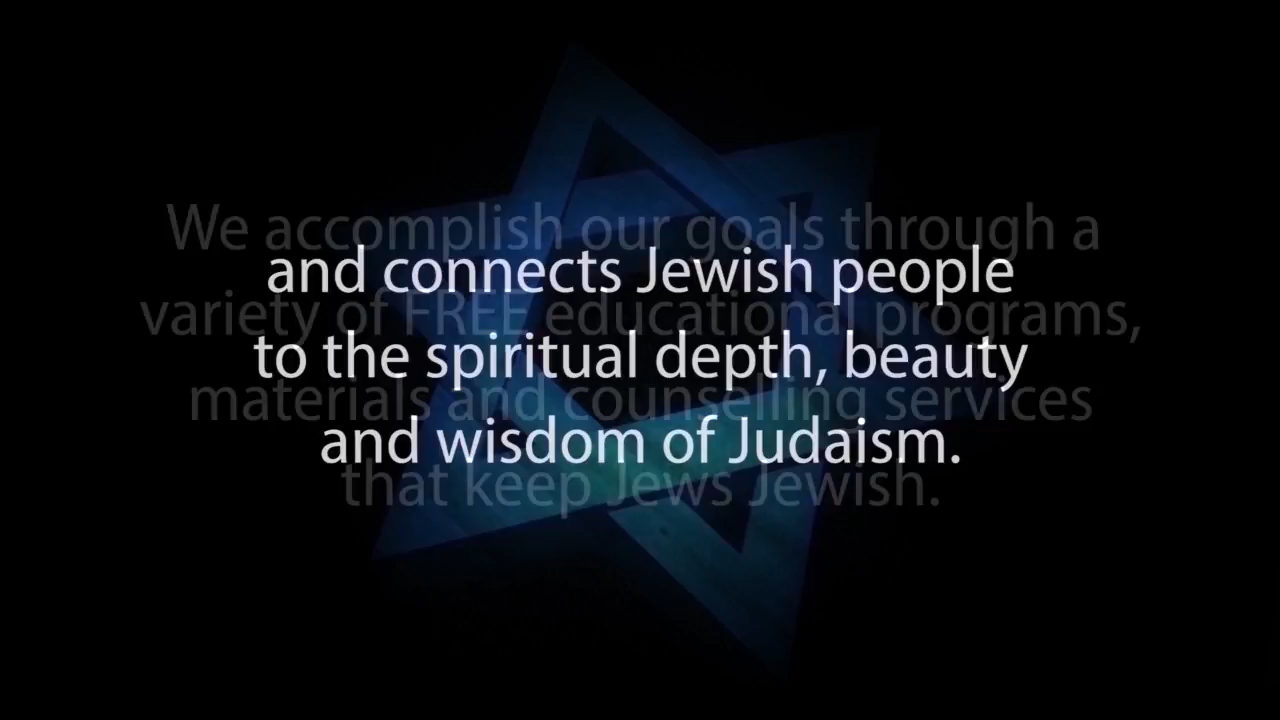 We accomplish our goals through a
and connects Jewish people
variety of FREE educational programs,
to the spiritual depth, beauty
materials and counselling services
and wisdom of Judaism.
that keep Jews Jewish.